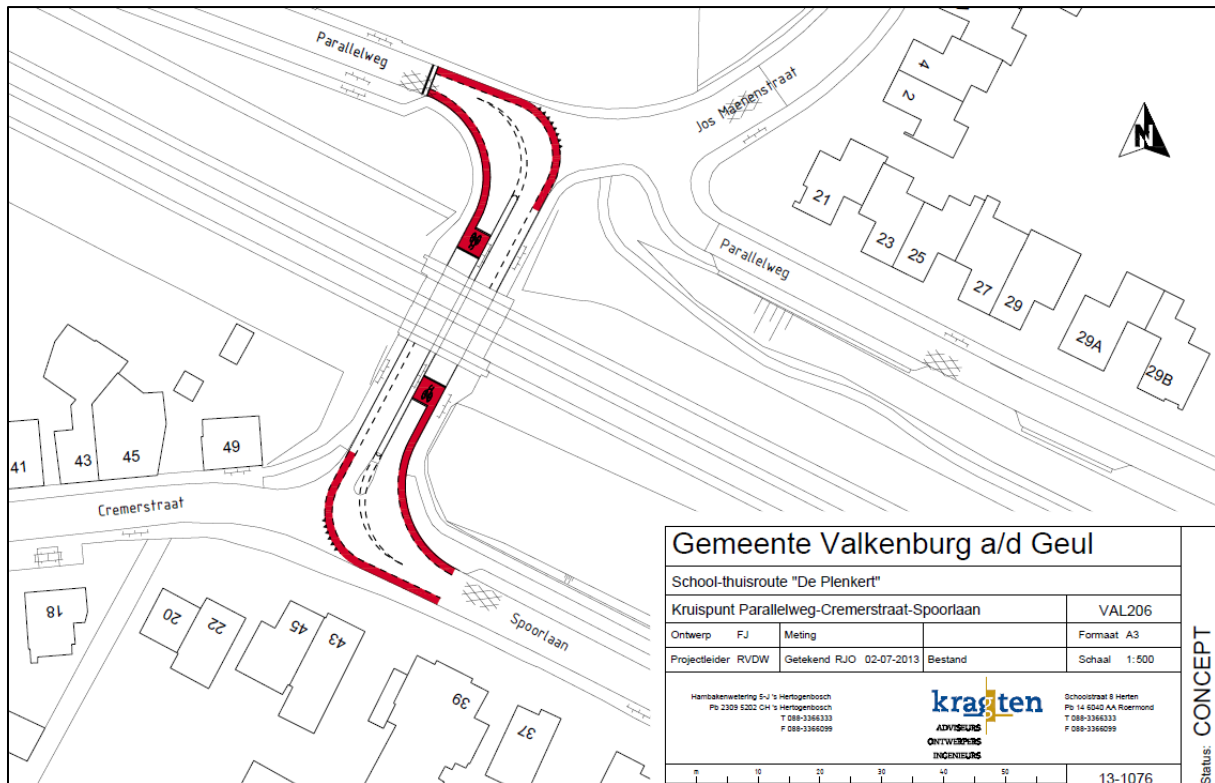 Parallelweg
Jos Maenenstraat
4
2
N
21
23
25
27
29
29A
29B
Parallelweg
41
43
45
49
Cremerstraat
18
20
22
45
43
39
37
Spoorlaan
Gemeente Valkenburg a/d Geul
School-thuisroute "De Plenkert"
Kruispunt Parallelweg-Cremerstraat-Spoorlaan VAL206
Ontwerp FJ Meting Formaat A3
Projectleider RVDW Getekend RJO 02-07-2013 Bestand Schaal 1:500
Hambakenwetering 5-J 's Hertogenbosch
Pb 2309 5202 CH 's Hertogenbosch
T 088-3366333
F 088-3366099
kragten
ADVISEURS
ONTWERPERS
INGENIEURS
Schoolstraat 8 Herten
Pb 14 6040 AA Roermond
T 088-3366333
F 088-3366099
m 10 20 30 40 50
13-1076
Status: CONCEPT